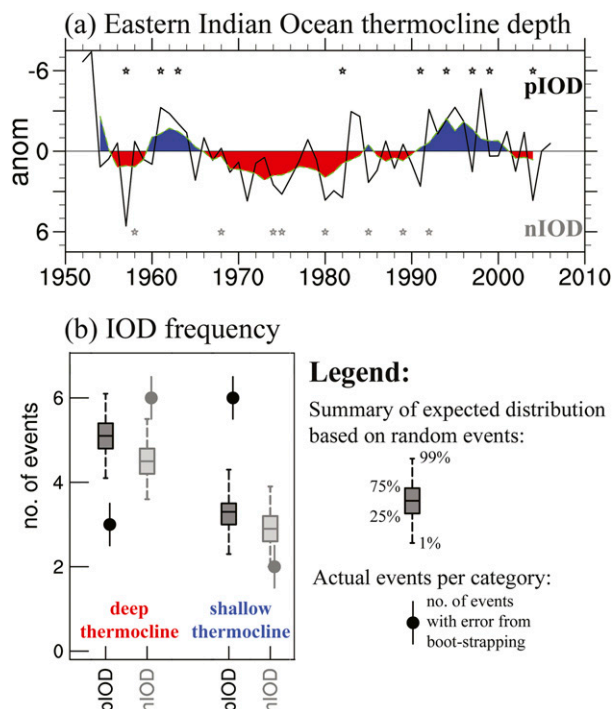 (a) Eastern Indian Ocean thermocline depth
-6
pIOD
anom
0
nIOD
6
1950 1960 1970 1980 1990 2000 2010
(b) IOD frequency
6
no. of events
4
2
0
deep
thermocline
shallow
thermocline
pIOD
nIOD
pIOD
nIOD
Legend:
Summary of expected distribution
based on random events:
99%
75%
25%
1%
Actual events per category:
no. of events
with error from
boot-strapping